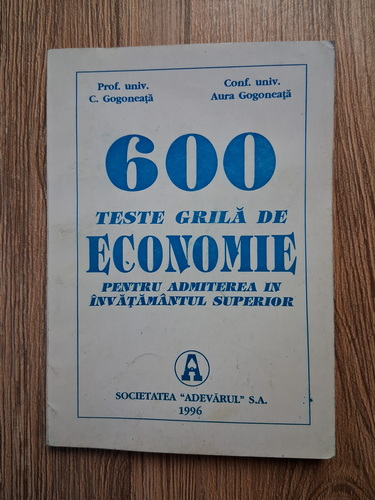 Prof. univ.
C. Gogoneață
Conf. univ.
Aura Gogoneață
600
TESTE GRILĂ DE
ECONOMIE
PENTRU ADMITEREA IN
ÎNVĂȚĂMÂNTUL SUPERIOR
A
SOCIETATEA "ADEVĂRUL" S.A.
1996